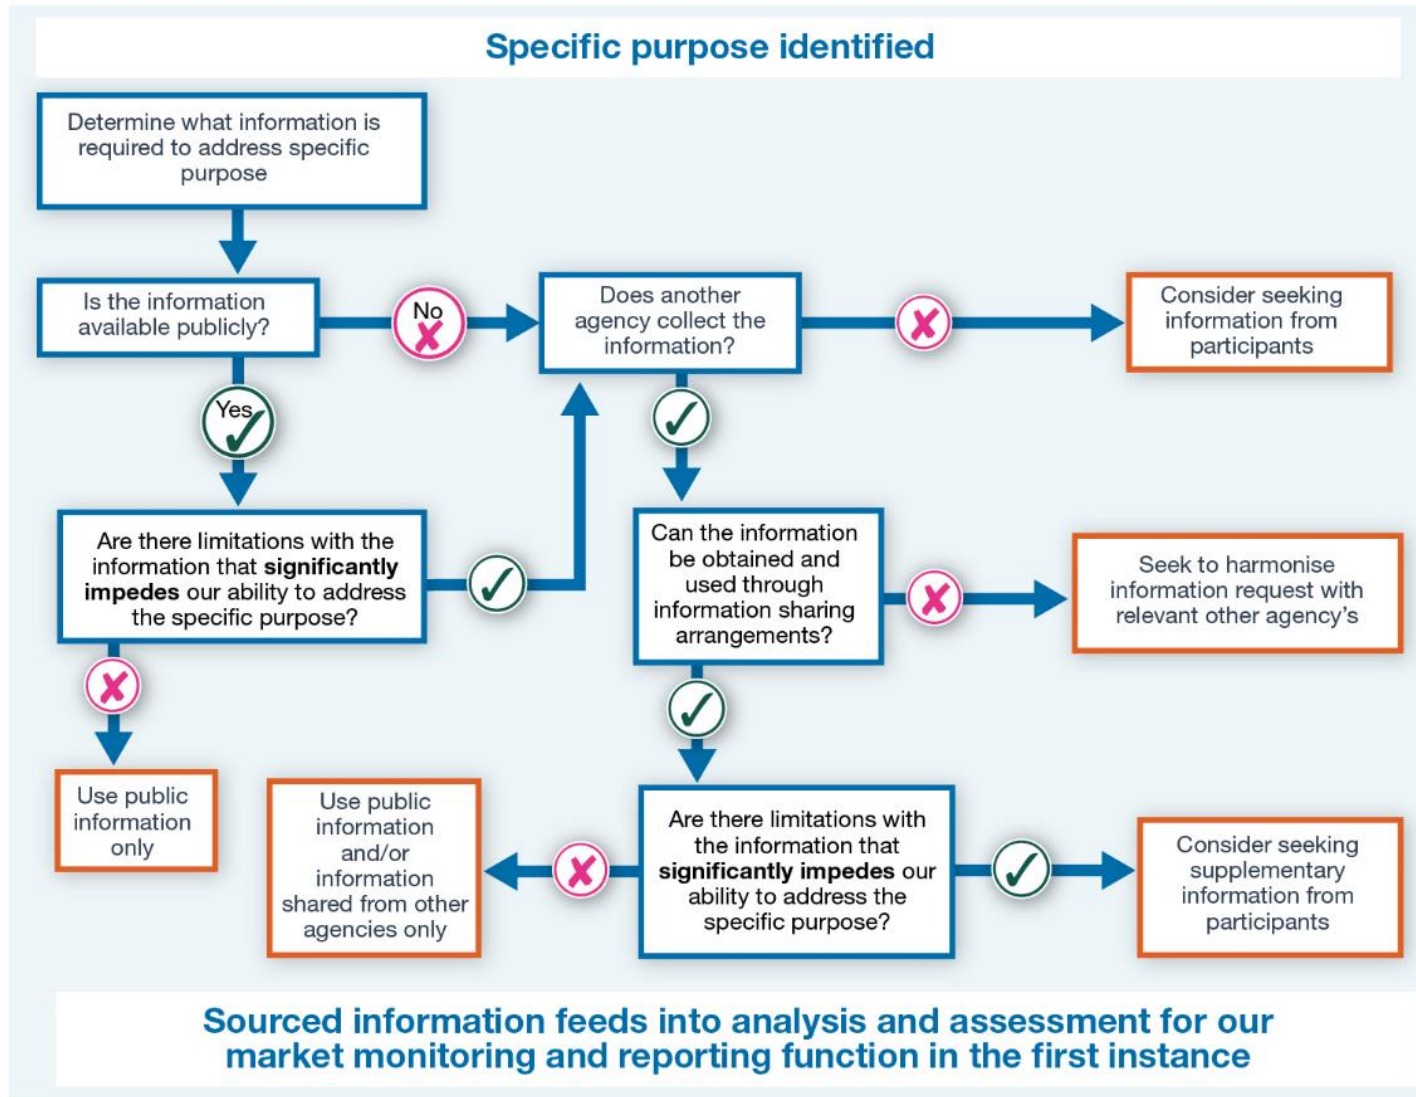 Specific purpose identified
Determine what information is
required to address specific
purpose
Is the information
available publicly?
No
Does another
agency collect the
information?
Consider seeking
information from
participants
Yes
Are there limitations with the
information that significantly
impedes our ability to address
the specific purpose?
Can the information
be obtained and
used through
information sharing
arrangements?
Seek to harmonise
information request with
relevant other agency's
Use public
information
only
Use public
information
and/or
information
shared from other
agencies only
Are there limitations with
the information that
significantly impedes our
ability to address the
specific purpose?
Consider seeking
supplementary
information from
participants
Sourced information feeds into analysis and assessment for our
market monitoring and reporting function in the first instance